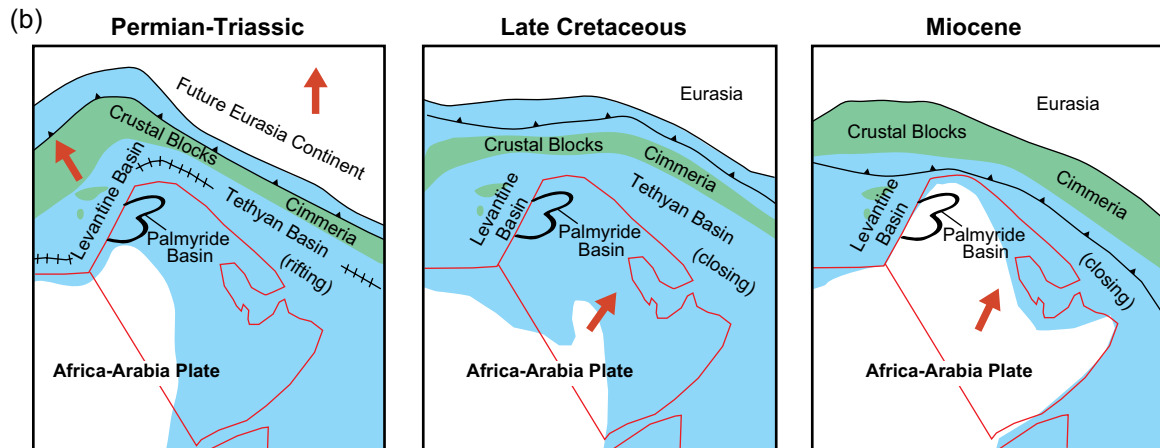 (b)
Permian-Triassic
Future Eurasia Continent
Crustal Blocks
Cimmeria
Levantine Basin
Tethyan Basin
(rifting)
Palmyride
Basin
Africa-Arabia Plate
Late Cretaceous
Eurasia
Crustal Blocks
Cimmeria
Levantine
Basin
Tethyan Basin
(closing)
Palmyride
Basin
Africa-Arabia Plate
Miocene
Eurasia
Crustal Blocks
Cimmeria
Levantine
Basin
Palmyride
Basin
(closing)
Africa-Arabia Plate